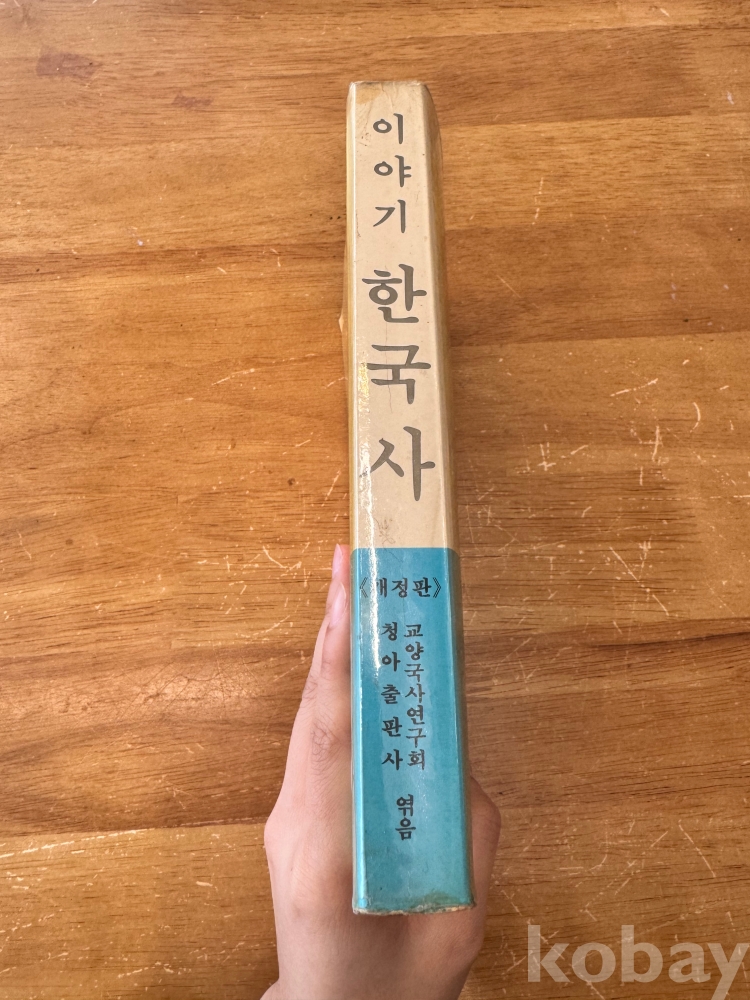 이야기
한국사
《개정판》
교양국사연구회 엮음
청아출판사
kobay